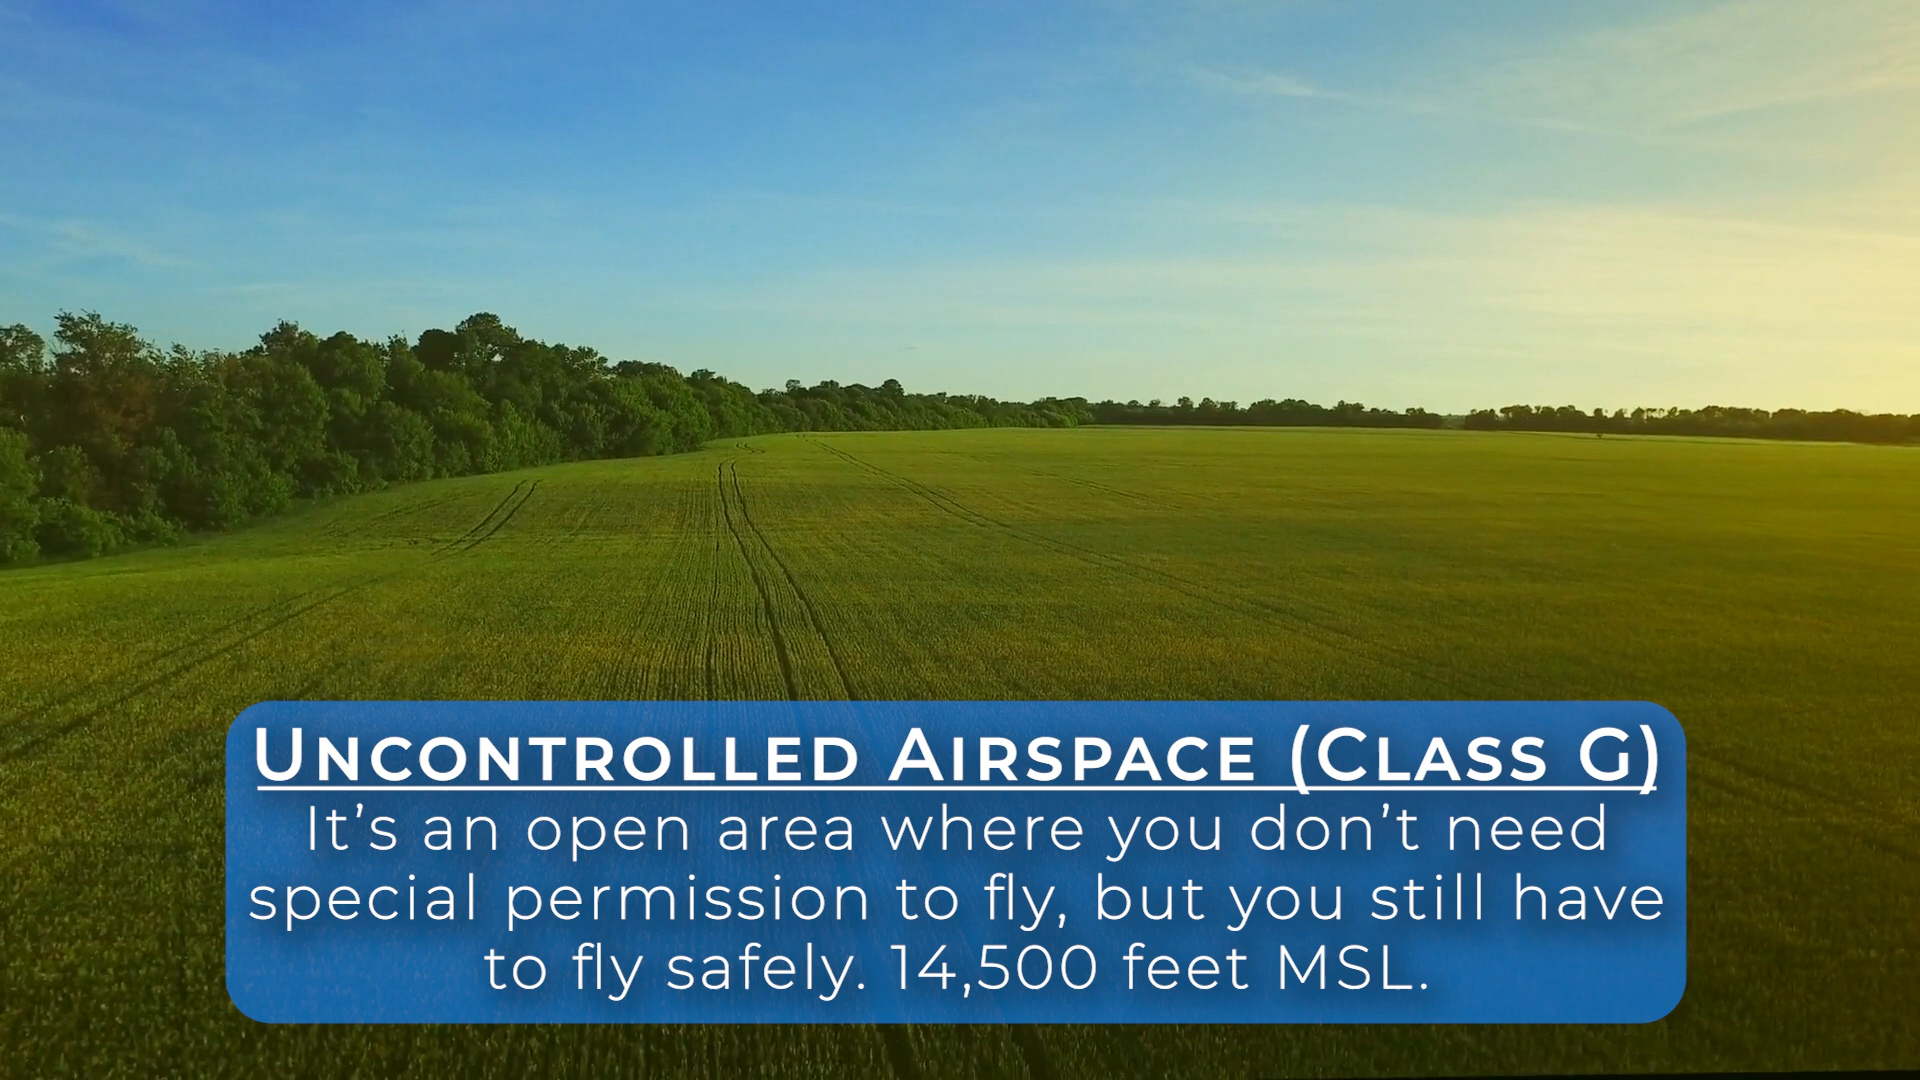 Uncontrolled Airspace (Class G)
It’s an open area where you don’t need
special permission to fly, but you still have
to fly safely. 14,500 feet MSL.